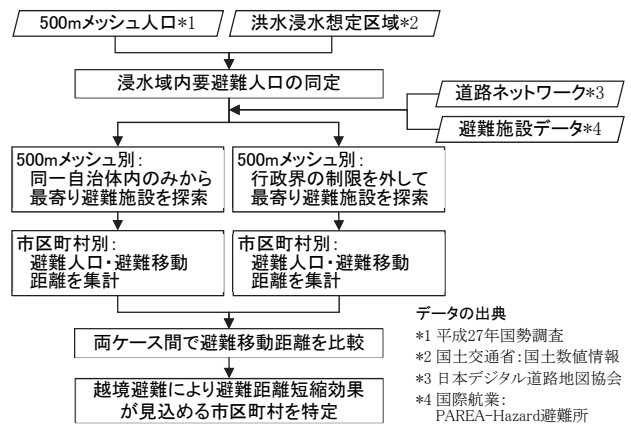 500mメッシュ人口*1
洪水浸水想定区域*2
浸水域内要避難人口の同定
道路ネットワーク*3
避難施設データ*4
500mメッシュ別:
同一自治体内のみから
最寄り避難施設を探索
500mメッシュ別:
行政界の制限を外して
最寄り避難施設を探索
市区町村別:
避難人口・避難移動
距離を集計
市区町村別:
避難人口・避難移動
距離を集計
両ケース間で避難移動距離を比較
越境避難により避難距離短縮効果
が見込める市区町村を特定
データの出典
*1 平成27年国勢調査
*2 国土交通省:国土数値情報
*3 日本デジタル道路地図協会
*4 国際航業:
PAREA-Hazard避難所